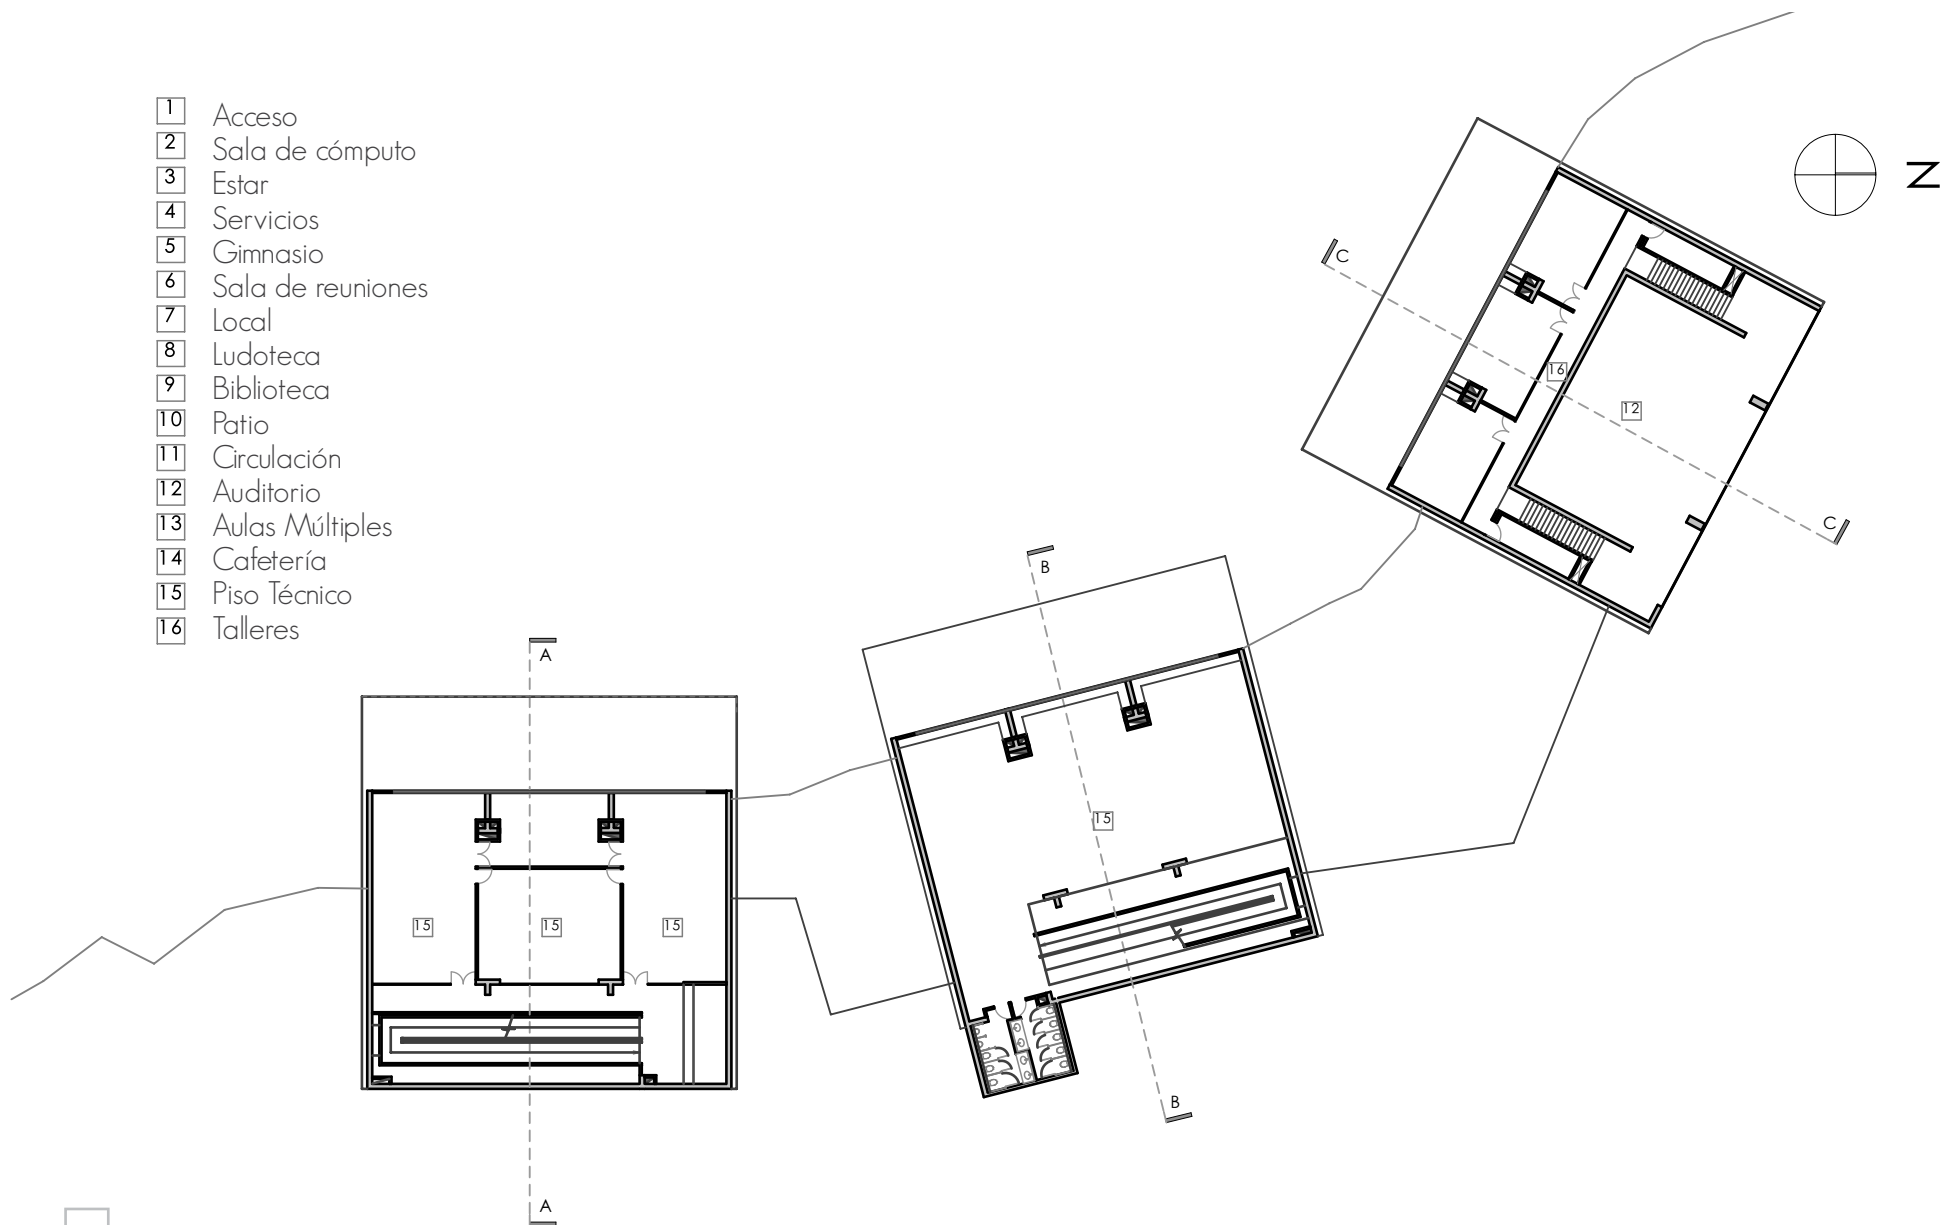 1 Acceso
2 Sala de cómputo
3 Estar
4 Servicios
5 Gimnasio
6 Sala de reuniones
7 Local
8 Ludoteca
9 Biblioteca
10 Patio
11 Circulación
12 Auditorio
13 Aulas Múltiples
14 Cafetería
15 Piso Técnico
16 Talleres
N
C
16
12
C
B
15
B
A
15
15
15
A